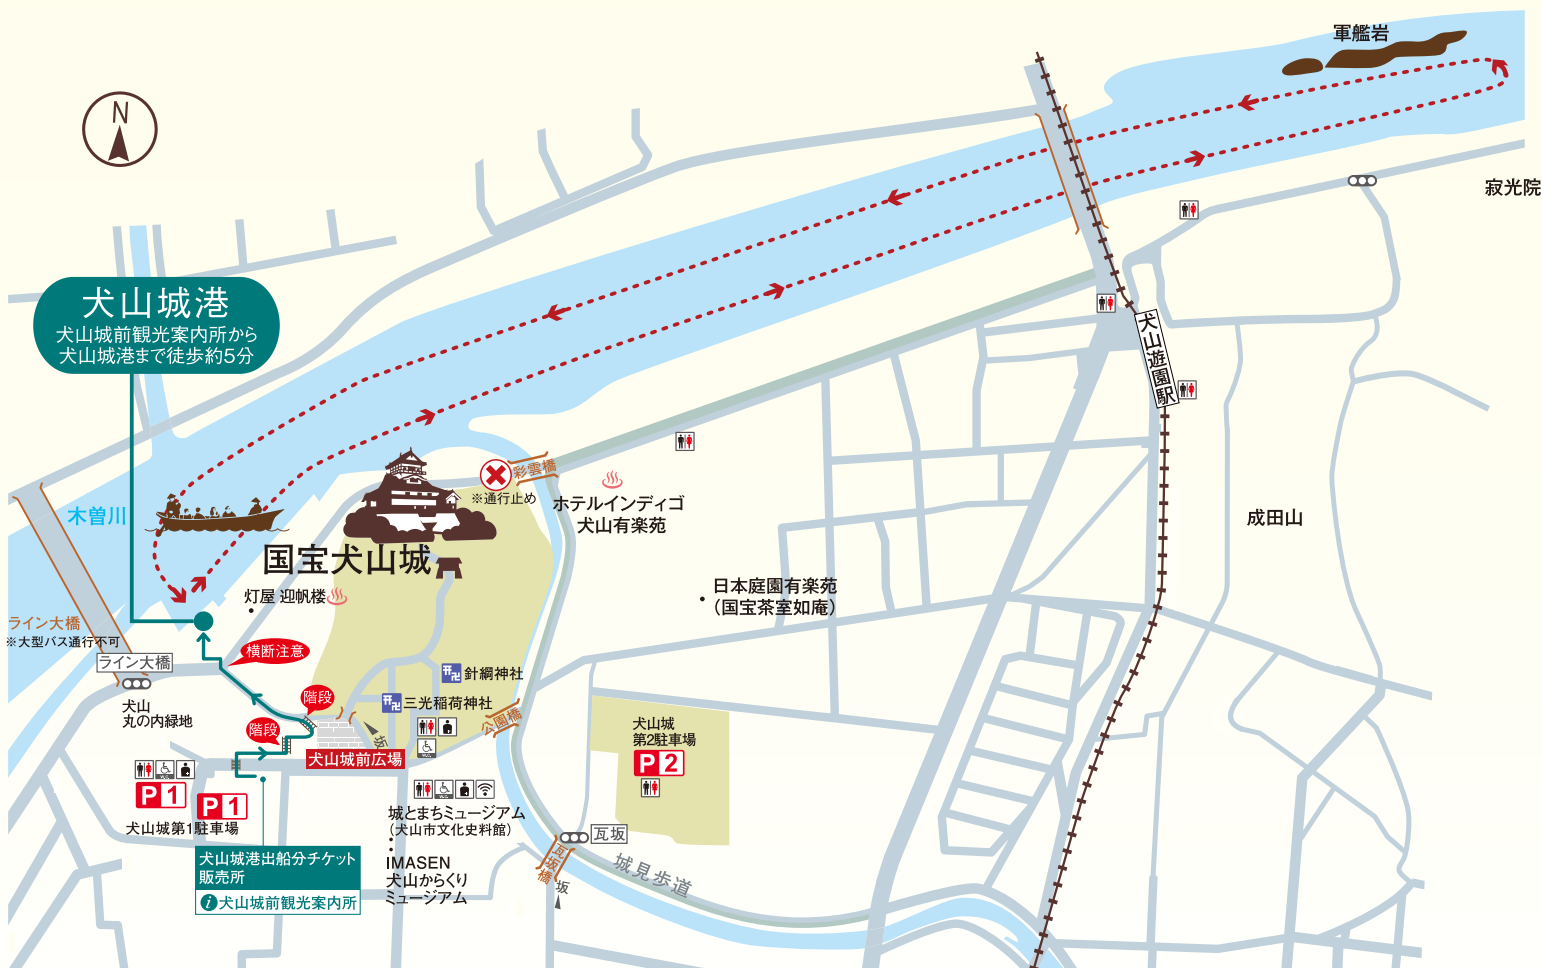 軍艦岩
N
寂光院
犬山城港
犬山城前観光案内所から
犬山城港まで徒歩約5分
犬山遊園駅
彩雲橋
※通行止め
ホテルインディゴ
犬山有楽苑
木曽川
国宝犬山城
成田山
灯屋 迎帆楼
日本庭園有楽苑
（国宝茶室如庵）
ライン大橋
※大型バス通行不可
ライン大橋
横断注意
針綱神社
三光稲荷神社
階段
階段
犬山
丸の内緑地
公園橋
坂
犬山城前広場
犬山城
第2駐車場
P 2
P 1
P 1
犬山城第1駐車場
城とまちミュージアム
（犬山市文化史料館）
IMASEN
犬山からくり
ミュージアム
瓦坂
瓦坂橋
坂
城見歩道
犬山城港出船分チケット
販売所
i 犬山城前観光案内所